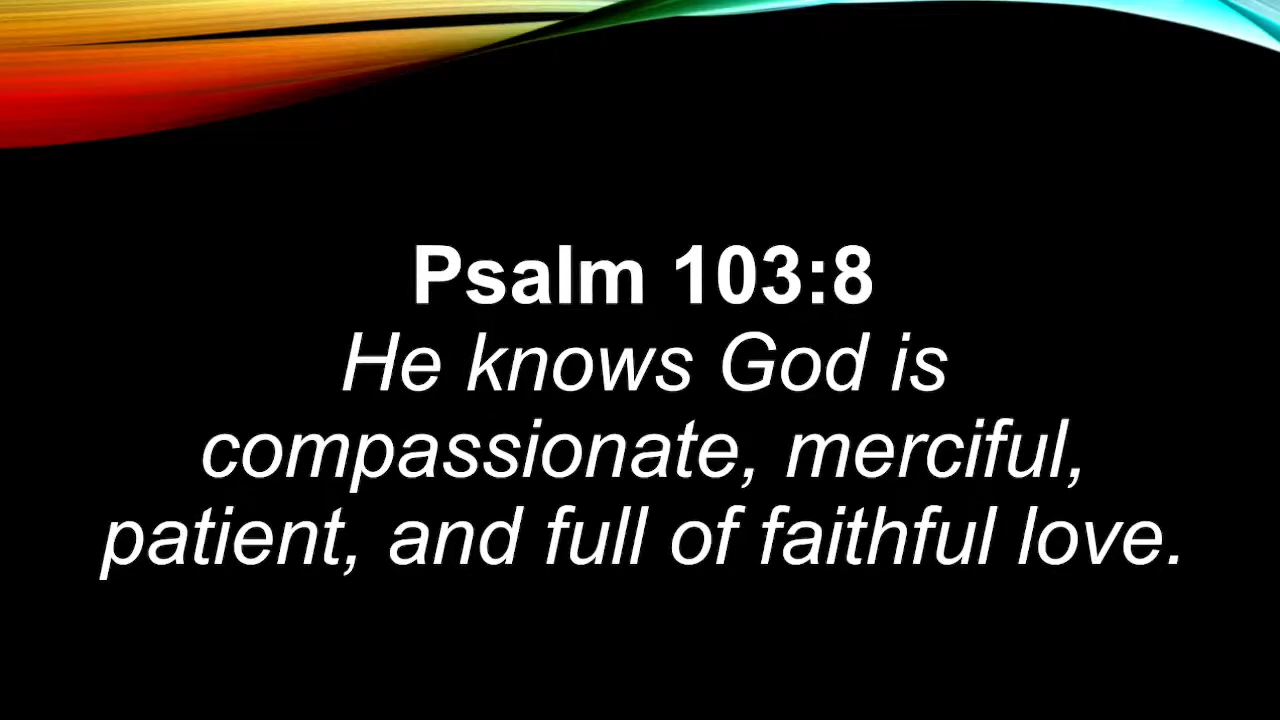 Psalm 103:8
He knows God is
compassionate, merciful,
patient, and full of faithful love.